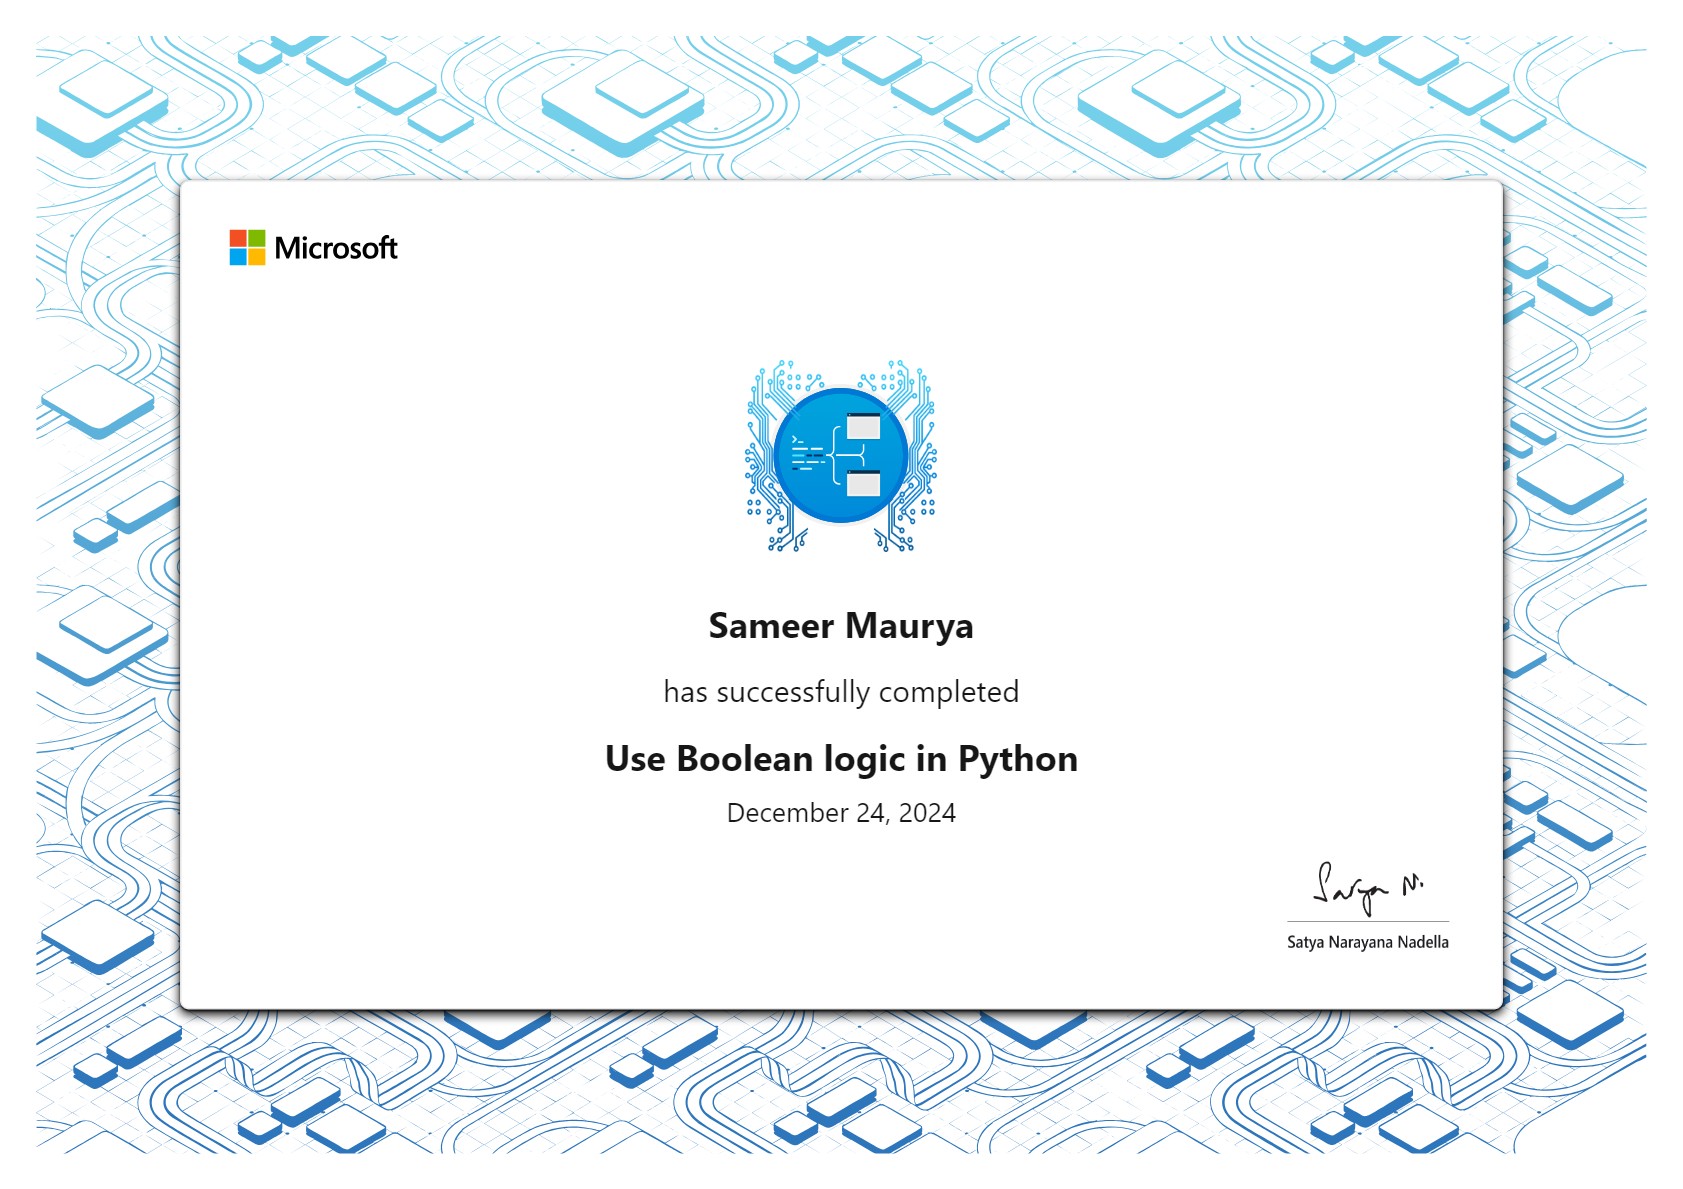 Microsoft
Sameer Maurya
has successfully completed
Use Boolean logic in Python
December 24, 2024
Satya N.
Satya Narayana Nadella